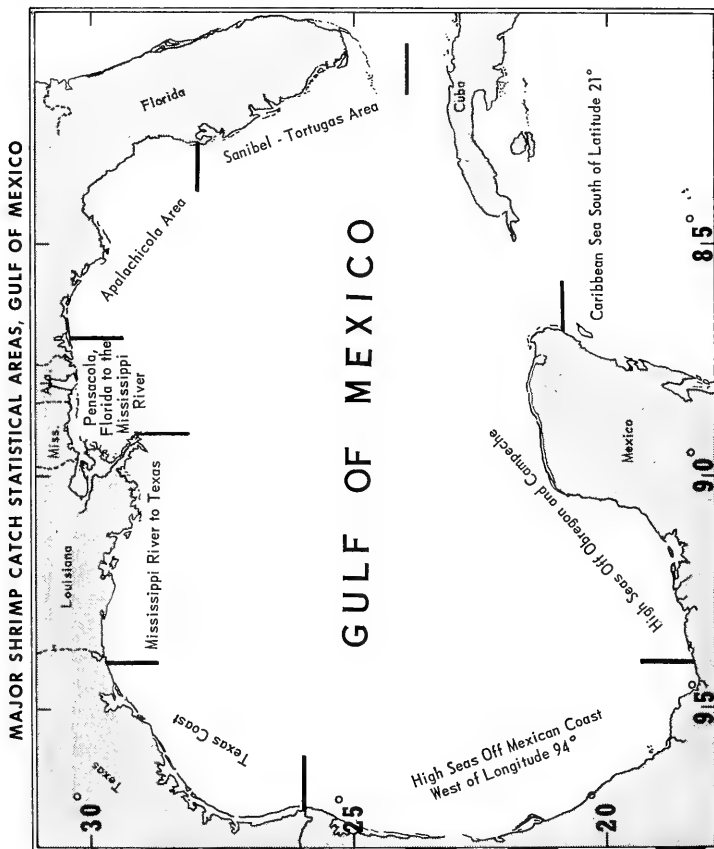 MAJOR SHRIMP CATCH STATISTICAL AREAS, GULF OF MEXICO
Texas
Louisiana
Miss.
Ala.
Florida
Pensacola,
Florida to the
Mississippi
River
Apalachicola Area
Sanibel - Tortugas Area
Mississippi River to Texas
Texas Coast
GULF OF MEXICO
Cuba
Caribbean Sea South of Latitude 21°
High Seas Off Obregon and Campeche
Mexico
High Seas Off Mexican Coast
West of Longitude 94°
30°
25°
20°
95°
90°
85°